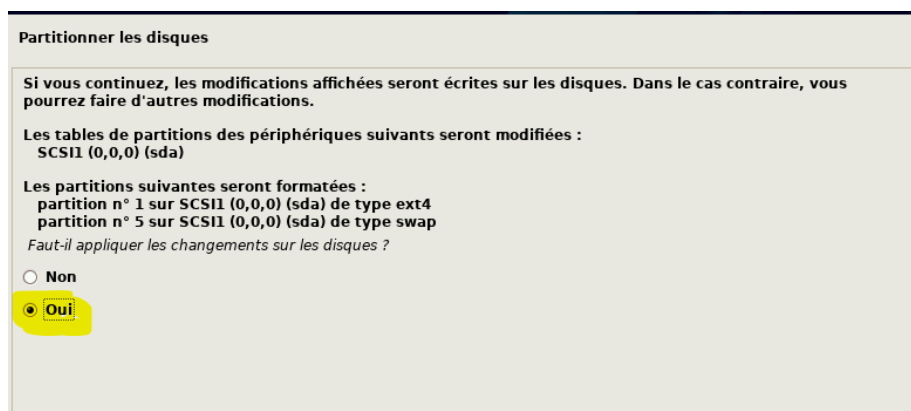 Partitionner les disques
Si vous continuez, les modifications affichées seront écrites sur les disques. Dans le cas contraire, vous
pourrez faire d'autres modifications.
Les tables de partitions des périphériques suivants seront modifiées :
SCSI1 (0,0,0) (sda)
Les partitions suivantes seront formatées :
partition n° 1 sur SCSI1 (0,0,0) (sda) de type ext4
partition n° 5 sur SCSI1 (0,0,0) (sda) de type swap
Faut-il appliquer les changements sur les disques ?
Non
Oui